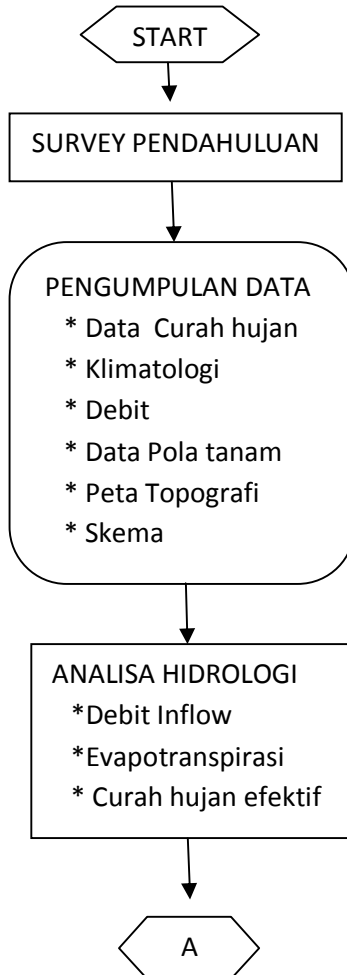 START
SURVEY PENDAHULUAN
PENGUMPULAN DATA
* Data Curah hujan
* Klimatologi
* Debit
* Data Pola tanam
* Peta Topografi
* Skema
ANALISA HIDROLOGI
*Debit Inflow
*Evapotranspirasi
* Curah hujan efektif
A